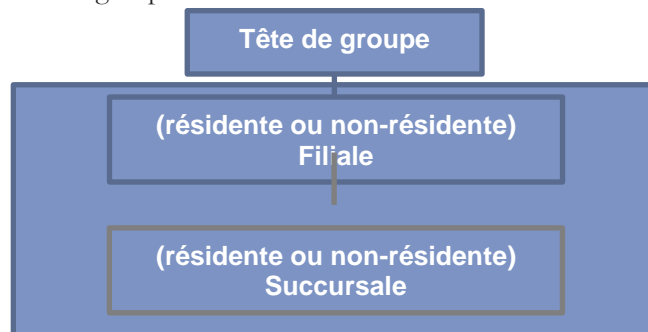 Tête de groupe
(résidente ou non-résidente)
Filiale
(résidente ou non-résidente)
Succursale